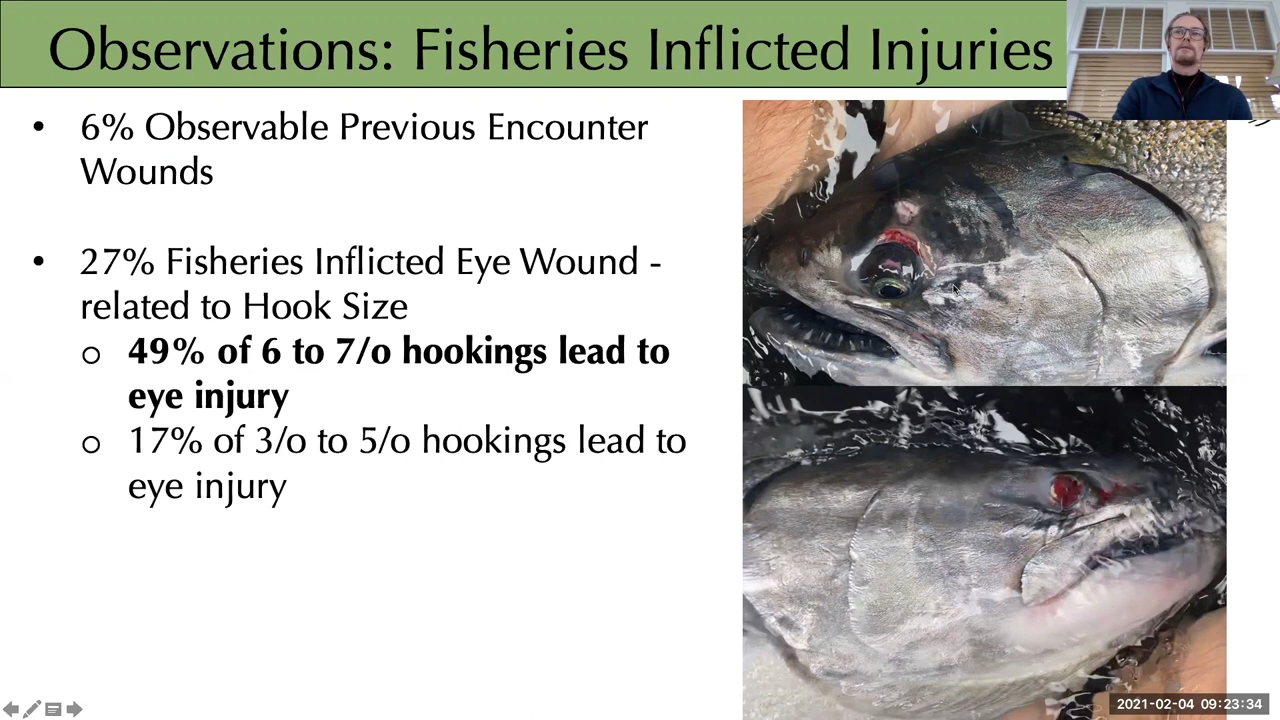 Observations: Fisheries Inflicted Injuries
• 6% Observable Previous Encounter
Wounds
• 27% Fisheries Inflicted Eye Wound -
related to Hook Size
o 49% of 6 to 7/o hookings lead to
eye injury
o 17% of 3/o to 5/o hookings lead to
eye injury
2021-02-04 09:23:34